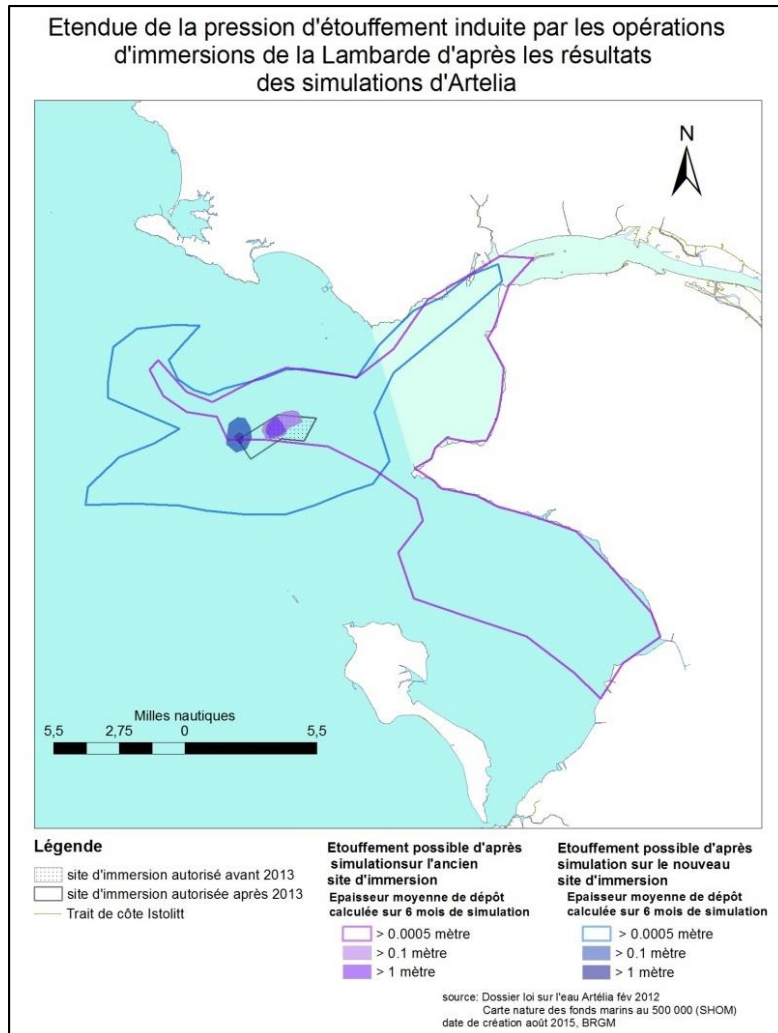 Etendue de la pression d'étouffement induite par les opérations
d'immersions de la Lambarde d'après les résultats
des simulations d'Artelia
N
Milles nautiques
5,5 2,75 0 5,5
Légende
site d'immersion autorisé avant 2013
site d'immersion autorisée après 2013
Trait de côte Istolitt
Etouffement possible d'après
simulationsur l'ancien
site d'immersion
Epaisseur moyenne de dépôt
calculée sur 6 mois de simulation
> 0.0005 mètre
> 0.1 mètre
> 1 mètre
Etouffement possible d'après
simulation sur le nouveau
site d'immersion
Epaisseur moyenne de dépôt
calculée sur 6 mois de simulation
> 0.0005 mètre
> 0.1 mètre
> 1 mètre
source: Dossier loi sur l'eau Artélia fév 2012
Carte nature des fonds marins au 500 000 (SHOM)
date de création août 2015, BRGM